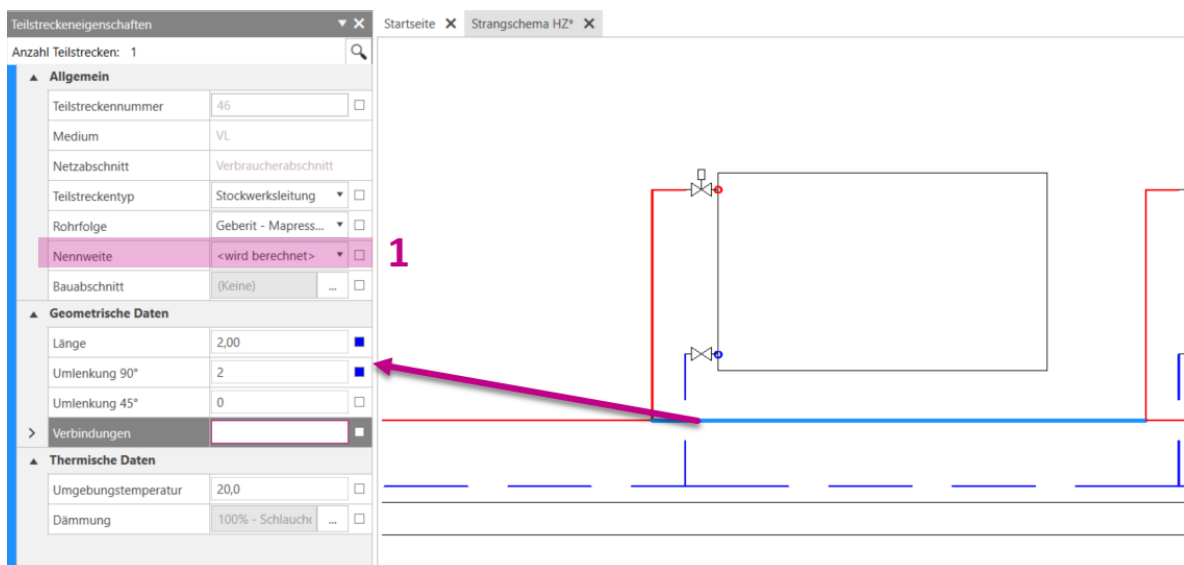 Teilstreckeneigenschaften
Startseite
Strangschema HZ*
Anzahl Teilstrecken: 1
Allgemein
Teilstreckennummer 46
Medium VL
Netzabschnitt Verbraucherabschnitt
Teilstreckentyp Stockwerksleitung
Rohrfolge Geberit - Mapress...
Nennweite <wird berechnet>
1
Bauabschnitt (Keine) ...
Geometrische Daten
Länge 2,00
Umlenkung 90° 2
Umlenkung 45° 0
Verbindungen
Thermische Daten
Umgebungstemperatur 20,0
Dämmung 100% - Schlauch ...